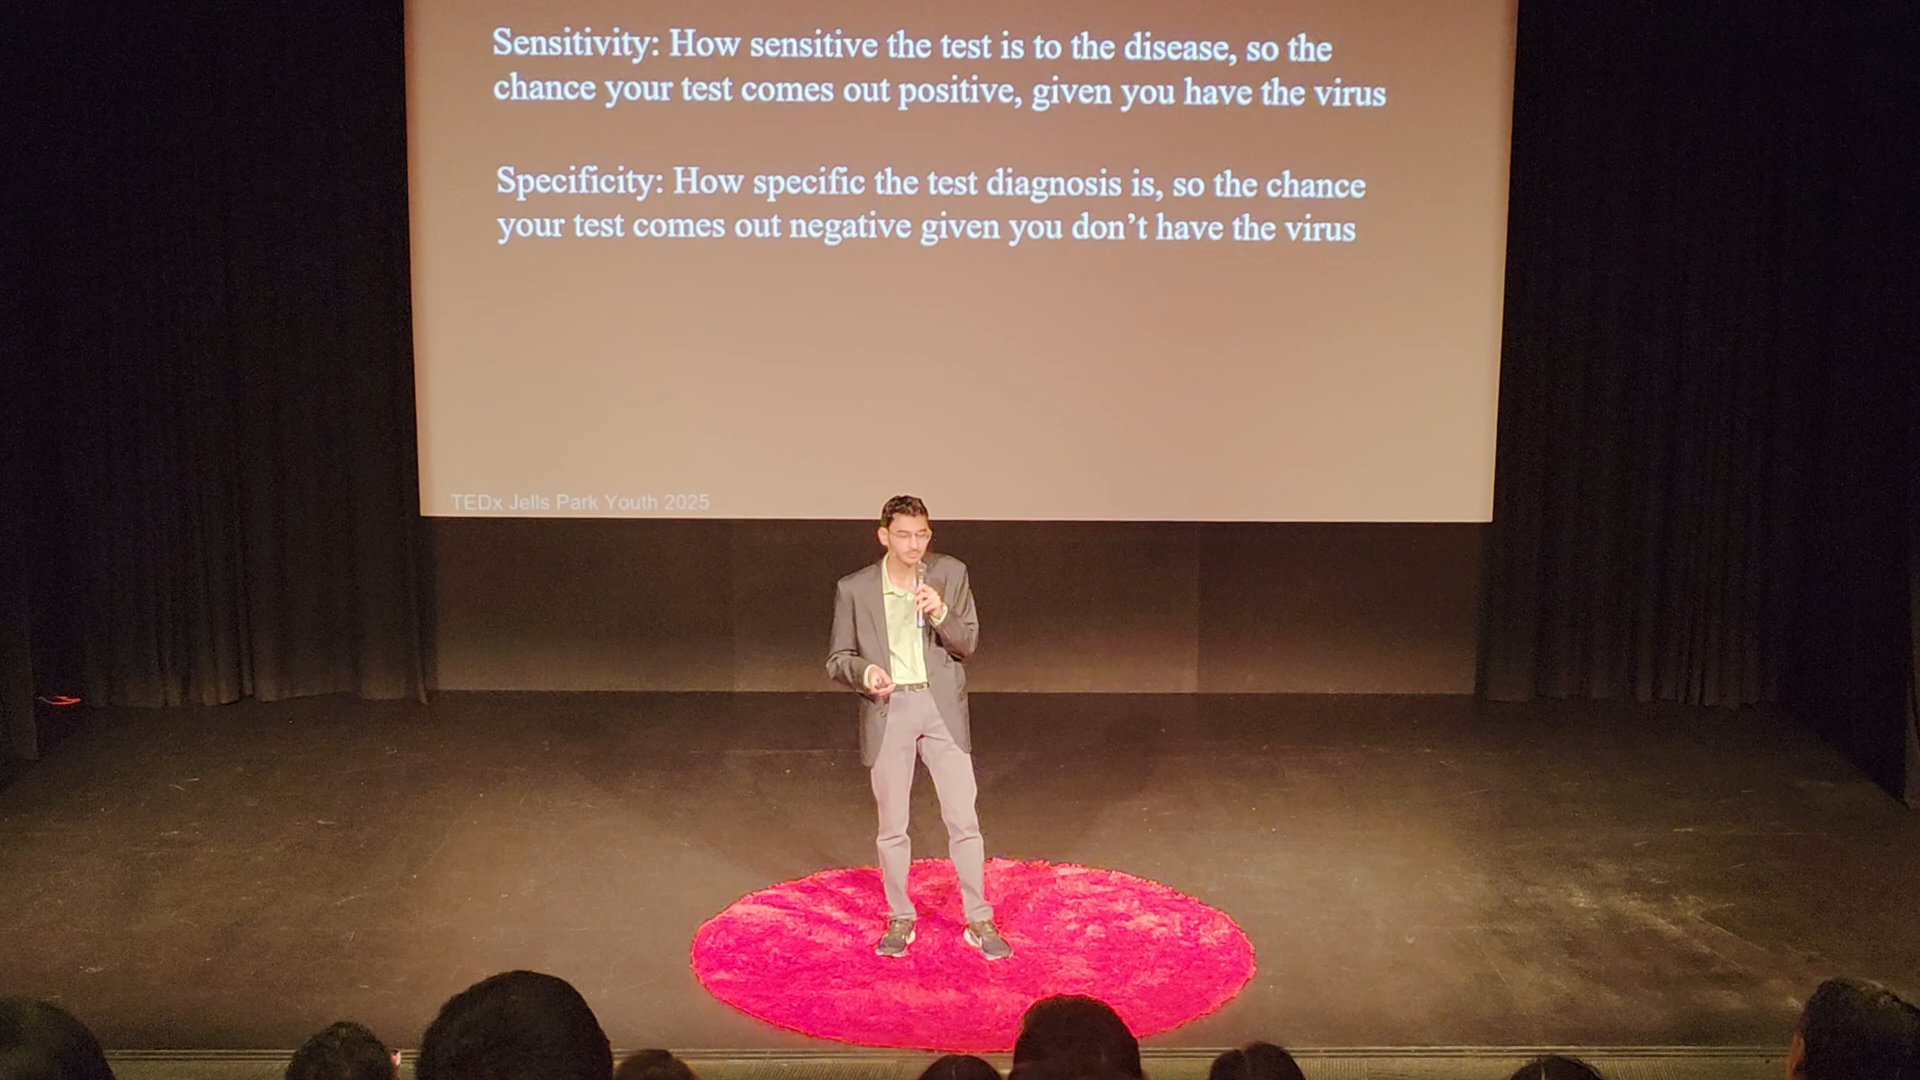 Sensitivity: How sensitive the test is to the disease, so the
chance your test comes out positive, given you have the virus
Specificity: How specific the test diagnosis is, so the chance
your test comes out negative given you don’t have the virus
TEDx Jells Park Youth 2025